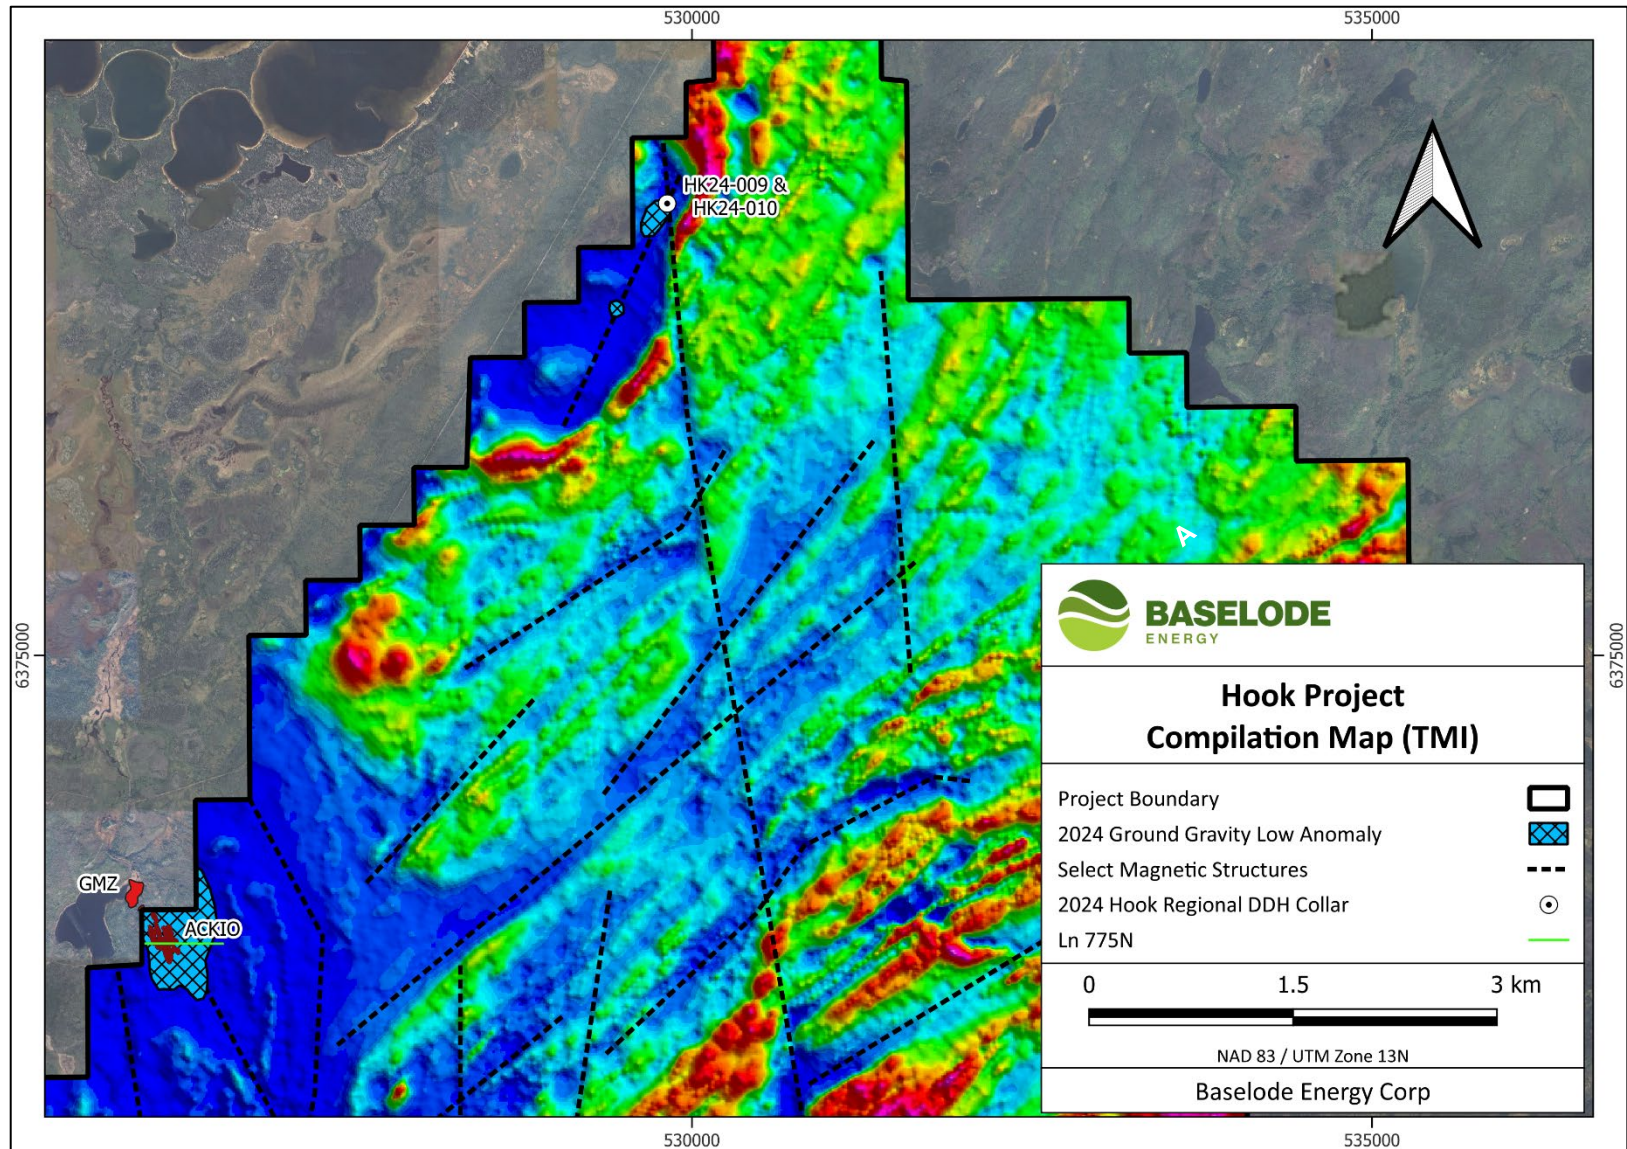 530000
535000
HK24-009 &
HK24-010
A
6375000
6375000
BASELODE
ENERGY
Hook Project
Compilation Map (TMI)
Project Boundary
2024 Ground Gravity Low Anomaly
Select Magnetic Structures
2024 Hook Regional DDH Collar
Ln 775N
GMZ
ACKIO
0 1.5 3 km
NAD 83 / UTM Zone 13N
Baselode Energy Corp
530000
535000